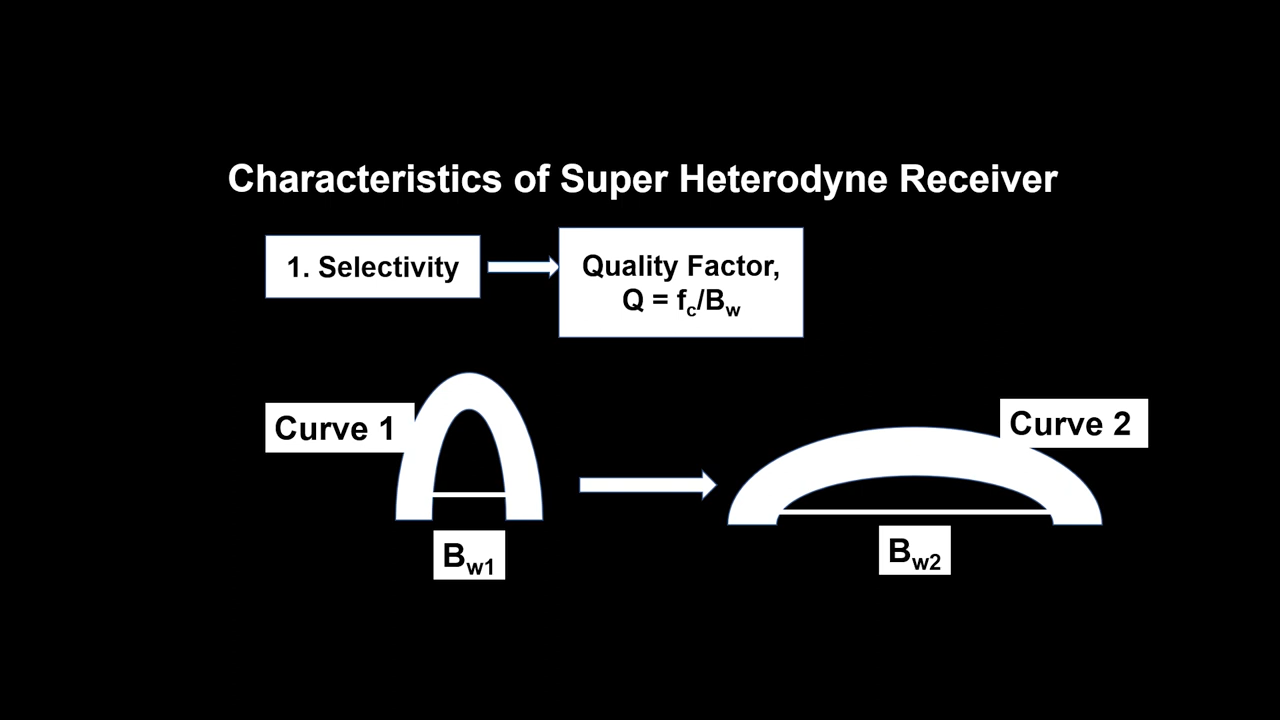 Characteristics of Super Heterodyne Receiver
1. Selectivity
Quality Factor,
Q = fc/Bw
Curve 1
Curve 2
Bw1
Bw2